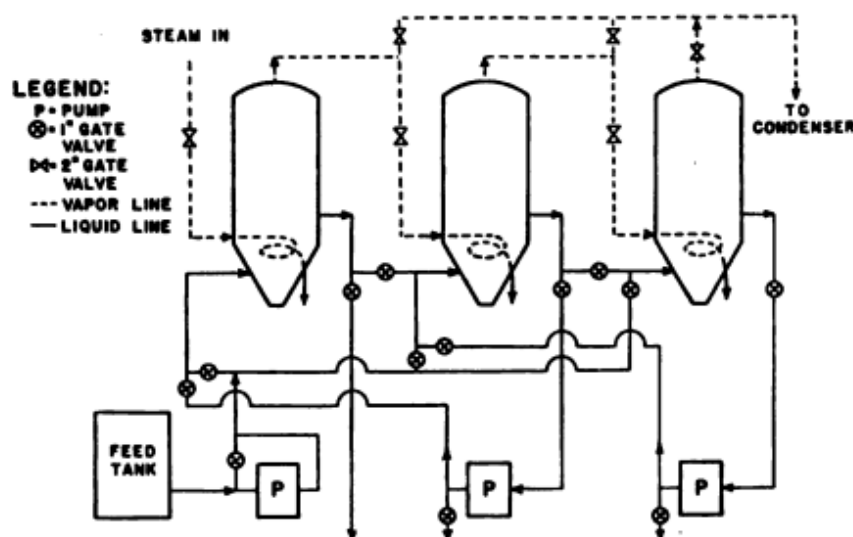 STEAM IN
LEGEND:
P = PUMP
⊗ = 1" GATE
VALVE
⋈ = 2" GATE
VALVE
--- VAPOR LINE
— LIQUID LINE
TO
CONDENSER
FEED
TANK
P
P
P